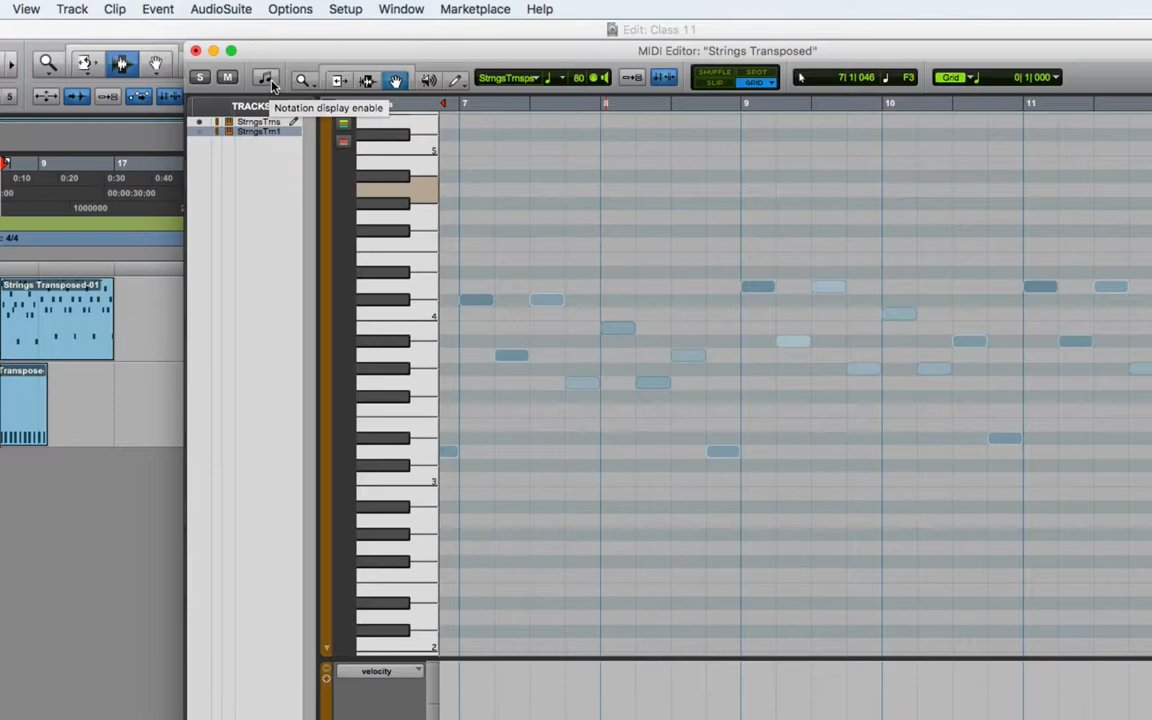 View Track Clip Event AudioSuite Options Setup Window Marketplace Help
Edit: Class 11
MIDI Editor: "Strings Transposed"
S M StrngsTrnsps 80 SHUFFLE SPOT SLIP GRID 7| 1| 046 F3 Grid 0| 1| 000
5
Notation display enable
TRACKS
7 8 9 10 11
StrngsTrns
StrngsTrn1
9 17
0:10 0:20 0:30 0:40
:00 00:00:30:00
1000000
: 4/4
Strings Transposed-01
Transpose-
5
4
3
2
velocity